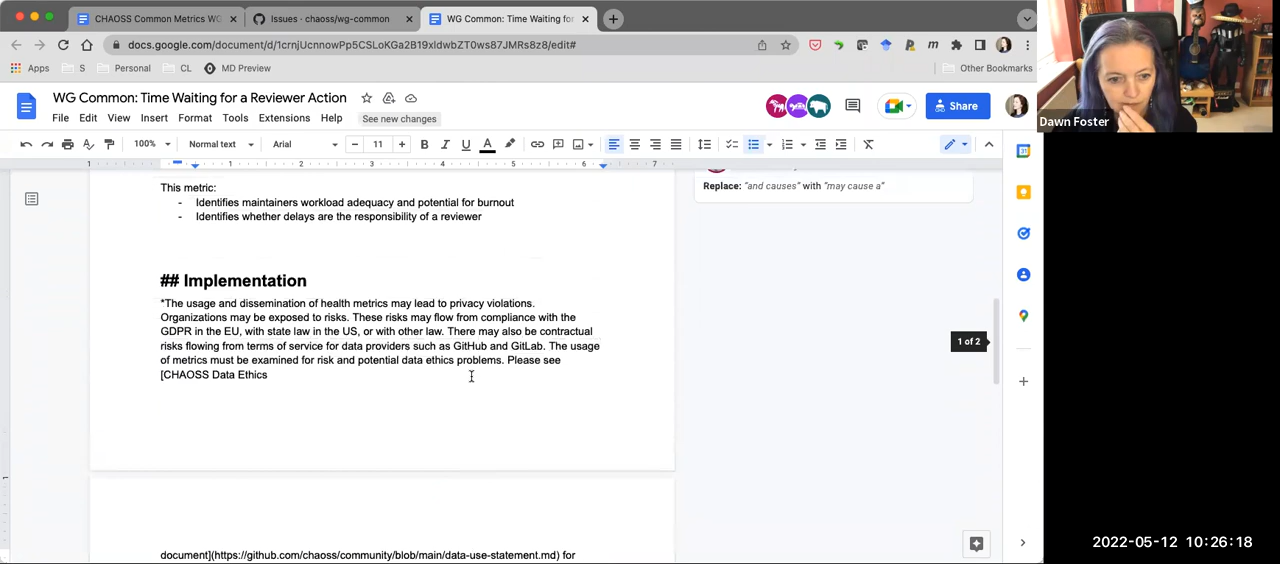 CHAOSS Common Metrics WG
Issues · chaoss/wg-common
WG Common: Time Waiting for
docs.google.com/document/d/1crnjUcnnowPp5CSLoKGa2B19xldwbZT0ws87JMRs8z8/edit#
Apps S Personal CL MD Preview Other Bookmarks
Dawn Foster
WG Common: Time Waiting for a Reviewer Action
File Edit View Insert Format Tools Extensions Help See new changes
Share
100% Normal text Arial 11
1 1 2 3 4 5 6 7
Replace: "and causes" with "may cause a"
This metric:
- Identifies maintainers workload adequacy and potential for burnout
- Identifies whether delays are the responsibility of a reviewer
## Implementation
*The usage and dissemination of health metrics may lead to privacy violations.
Organizations may be exposed to risks. These risks may flow from compliance with the
GDPR in the EU, with state law in the US, or with other law. There may also be contractual
risks flowing from terms of service for data providers such as GitHub and GitLab. The usage
of metrics must be examined for risk and potential data ethics problems. Please see
[CHAOSS Data Ethics
1 of 2
document](https://github.com/chaoss/community/blob/main/data-use-statement.md) for
2022-05-12 10:26:18